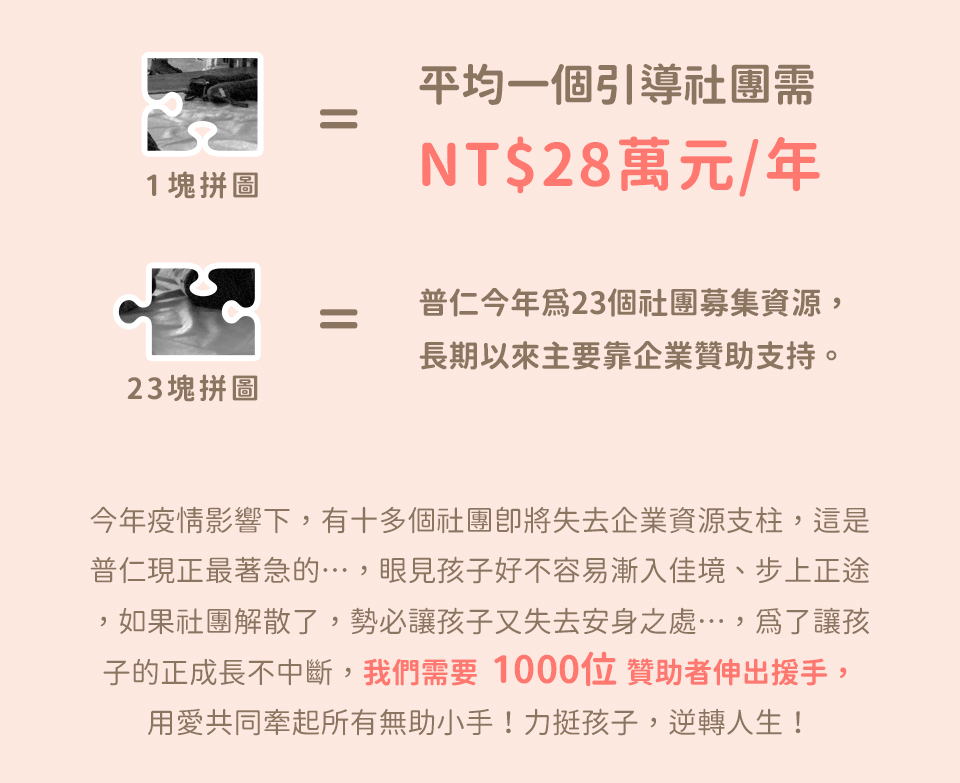 平均一個引導社團需
=
NT$28萬元/年
1塊拼圖
普仁今年為23個社團募集資源，
=
長期以來主要靠企業贊助支持。
23塊拼圖
今年疫情影響下，有十多個社團即將失去企業資源支柱，這是
普仁現正最著急的…，眼見孩子好不容易漸入佳境、步上正途
，如果社團解散了，勢必讓孩子又失去安身之處…，為了讓孩
子的正成長不中斷，我們需要 1000位 贊助者伸出援手，
用愛共同牽起所有無助小手！力挺孩子，逆轉人生！